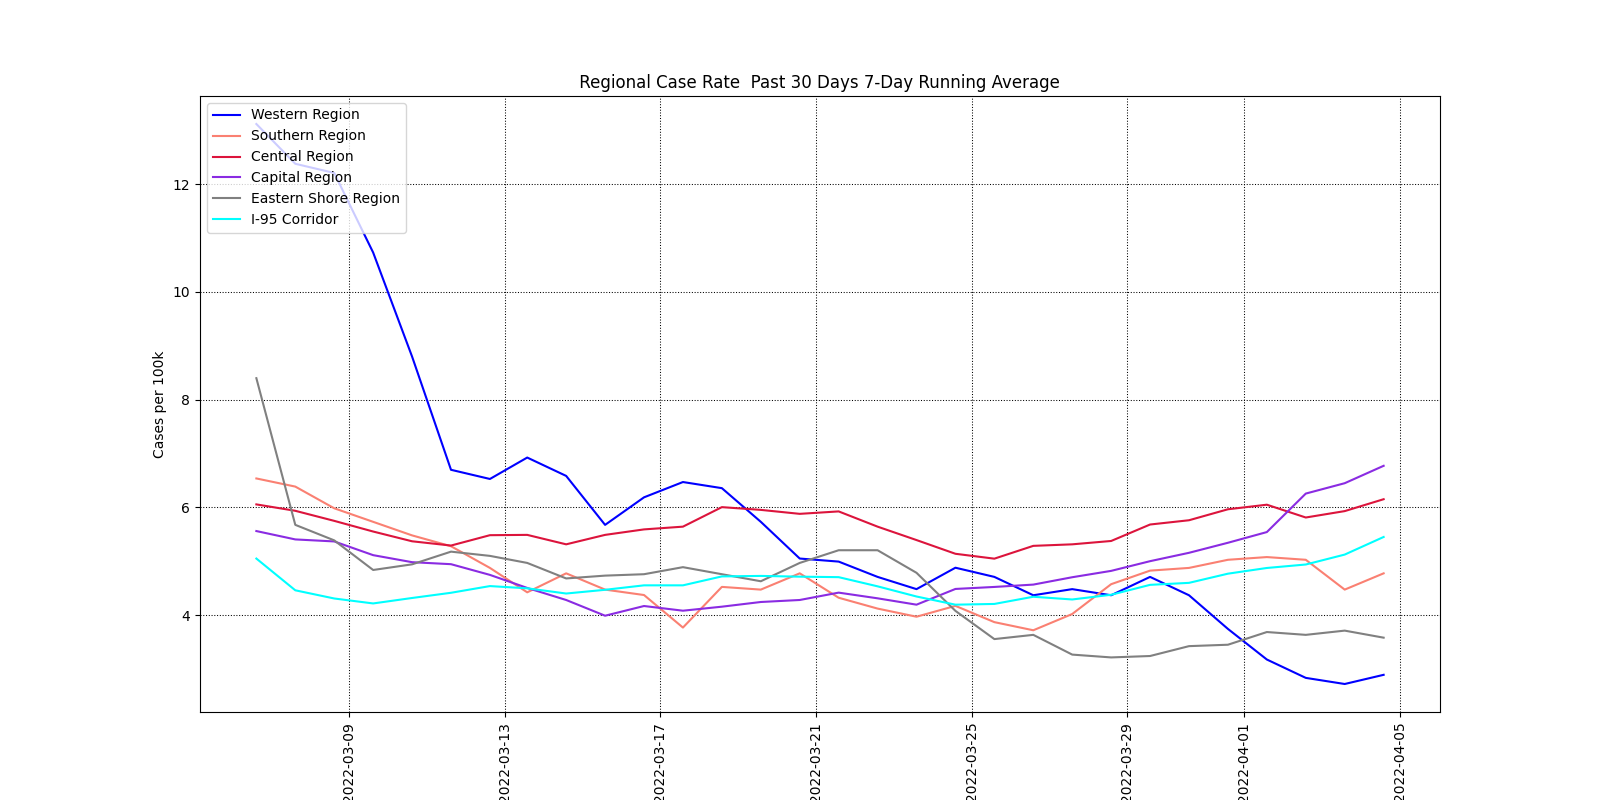 Regional Case Rate  Past 30 Days 7-Day Running Average
Western Region
Southern Region
Central Region
Capital Region
Eastern Shore Region
I-95 Corridor
Cases per 100k
12
10
8
6
4
2022-03-09
2022-03-13
2022-03-17
2022-03-21
2022-03-25
2022-03-29
2022-04-01
2022-04-05